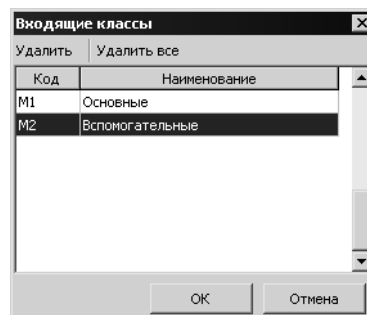 Входящие классы
Удалить Удалить все
Код Наименование
М1 Основные
М2 Вспомогательные
ОК Отмена